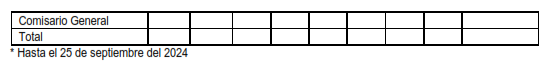 Comisario General
Total
* Hasta el 25 de septiembre del 2024